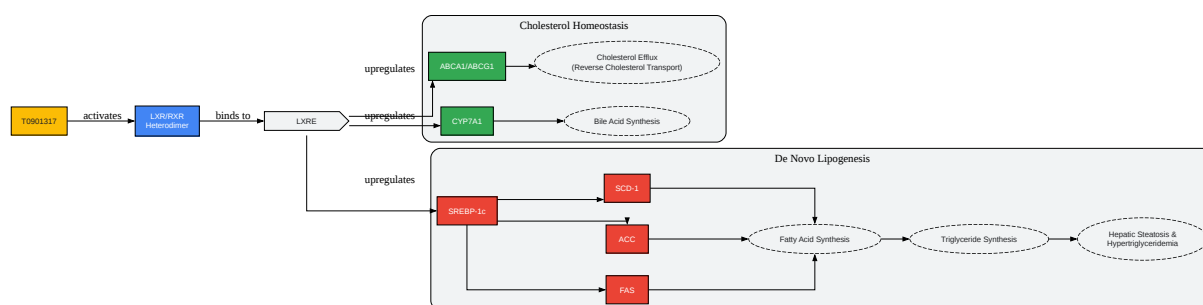 Cholesterol Homeostasis
ABCA1/ABCG1
Cholesterol Efflux
(Reverse Cholesterol Transport)
upregulates
T0901317
activates
LXR/RXR
Heterodimer
binds to
LXRE
upregulates
CYP7A1
Bile Acid Synthesis
De Novo Lipogenesis
upregulates
SREBP-1c
SCD-1
ACC
FAS
Fatty Acid Synthesis
Triglyceride Synthesis
Hepatic Steatosis &
Hypertriglyceridemia